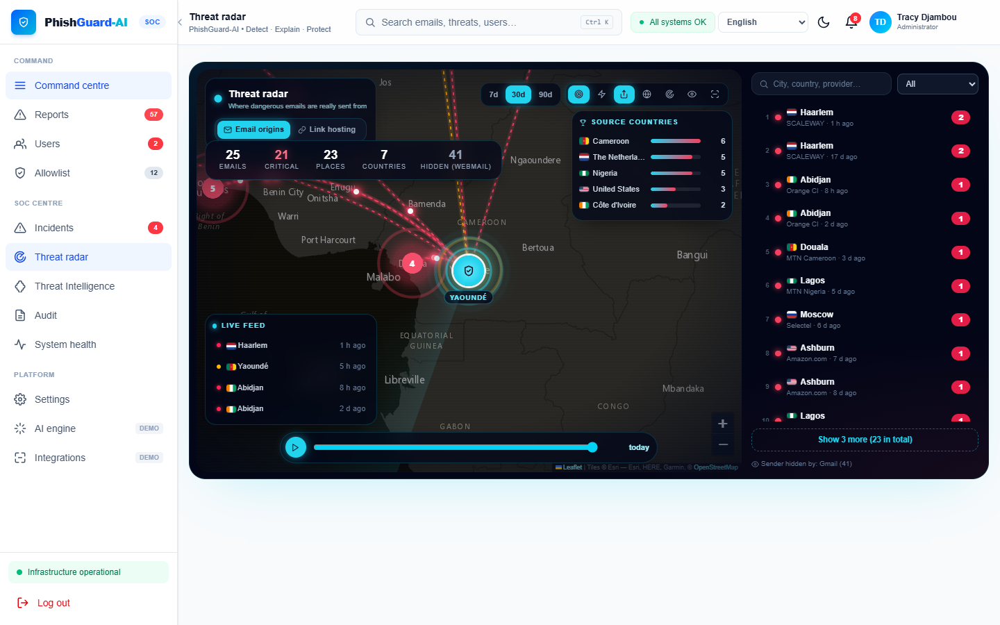 PhishGuard-AI SOC
COMMAND
Command centre
Reports 57
Users 2
Allowlist 12
SOC CENTRE
Incidents 4
Threat radar
Threat Intelligence
Audit
System health
PLATFORM
Settings
AI engine DEMO
Integrations DEMO
Infrastructure operational
Log out
Threat radar
PhishGuard-AI • Detect · Explain · Protect
Search emails, threats, users… Ctrl K
All systems OK
English
8
TD
Tracy Djambou
Administrator
Threat radar
Where dangerous emails are really sent from
Email origins
Link hosting
25 EMAILS
21 CRITICAL
23 PLACES
7 COUNTRIES
41 HIDDEN (WEBMAIL)
7d 30d 90d
SOURCE COUNTRIES
Cameroon 6
The Netherla… 5
Nigeria 5
United States 3
Côte d'Ivoire 2
Jos
Ngaoundere
5
Benin City
Enugu
Onitsha
Bamenda
Warri
Benin
CAMEROON
Port Harcourt
Bertoua
Bangui
4
Malabo
YAOUNDÉ
EQUATORIAL
GUINEA
Libreville
Mbandaka
CONGO
GABON
LIVE FEED
Haarlem 1 h ago
Yaoundé 5 h ago
Abidjan 8 h ago
Abidjan 2 d ago
today
+
−
Leaflet | Tiles © Esri — Esri, HERE, Garmin, © OpenStreetMap
City, country, provider…
All
1 Haarlem 2
SCALEWAY · 1 h ago
2 Haarlem 2
SCALEWAY · 17 d ago
3 Abidjan 1
Orange CI · 8 h ago
4 Abidjan 1
Orange CI · 2 d ago
5 Douala 1
MTN Cameroon · 3 d ago
6 Lagos 1
MTN Nigeria · 5 d ago
7 Moscow 1
Selectel · 6 d ago
8 Ashburn 1
Amazon.com · 7 d ago
9 Ashburn 1
Amazon.com · 8 d ago
10 Lagos 1
Show 3 more (23 in total)
Sender hidden by: Gmail (41)